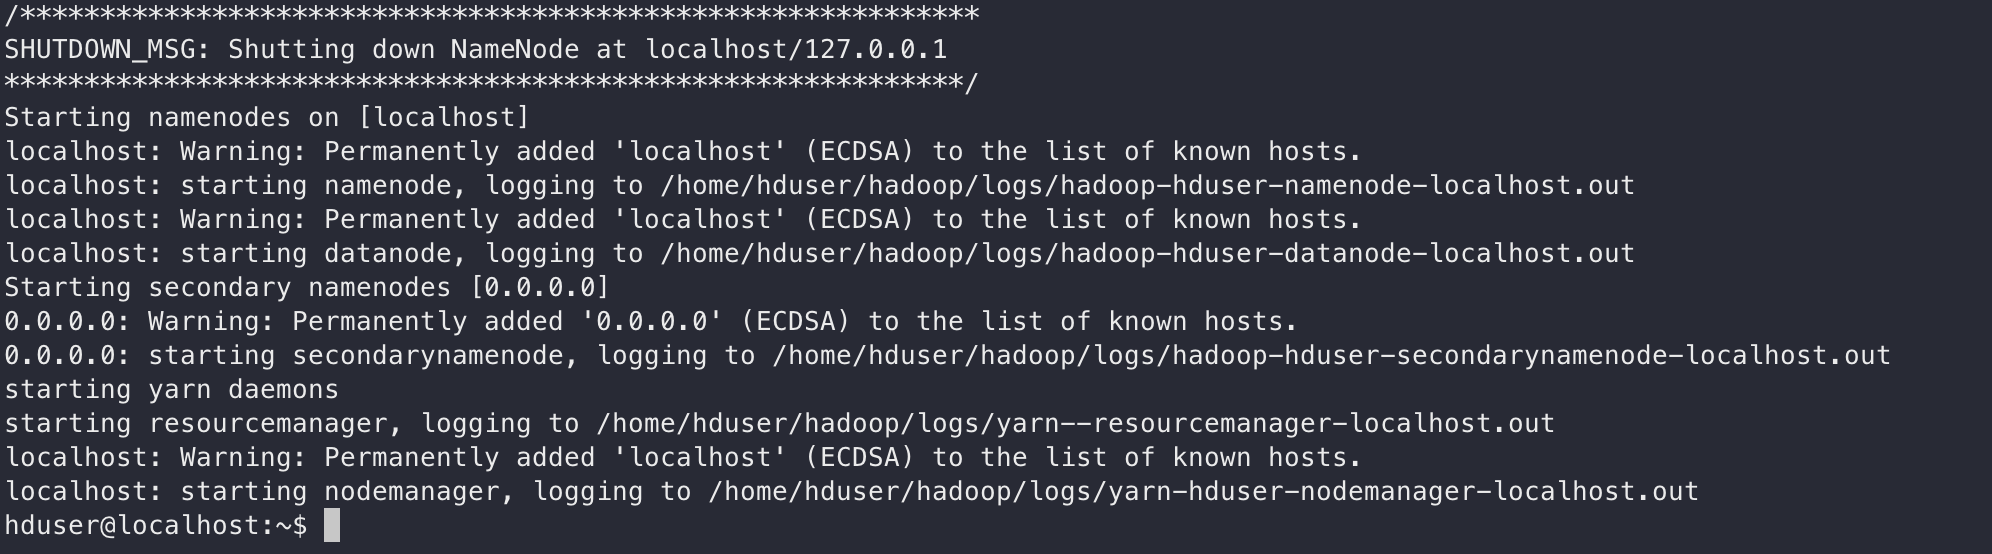 /************************************************************
SHUTDOWN_MSG: Shutting down NameNode at localhost/127.0.0.1
************************************************************/
Starting namenodes on [localhost]
localhost: Warning: Permanently added 'localhost' (ECDSA) to the list of known hosts.
localhost: starting namenode, logging to /home/hduser/hadoop/logs/hadoop-hduser-namenode-localhost.out
localhost: Warning: Permanently added 'localhost' (ECDSA) to the list of known hosts.
localhost: starting datanode, logging to /home/hduser/hadoop/logs/hadoop-hduser-datanode-localhost.out
Starting secondary namenodes [0.0.0.0]
0.0.0.0: Warning: Permanently added '0.0.0.0' (ECDSA) to the list of known hosts.
0.0.0.0: starting secondarynamenode, logging to /home/hduser/hadoop/logs/hadoop-hduser-secondarynamenode-localhost.out
starting yarn daemons
starting resourcemanager, logging to /home/hduser/hadoop/logs/yarn--resourcemanager-localhost.out
localhost: Warning: Permanently added 'localhost' (ECDSA) to the list of known hosts.
localhost: starting nodemanager, logging to /home/hduser/hadoop/logs/yarn-hduser-nodemanager-localhost.out
hduser@localhost:~$